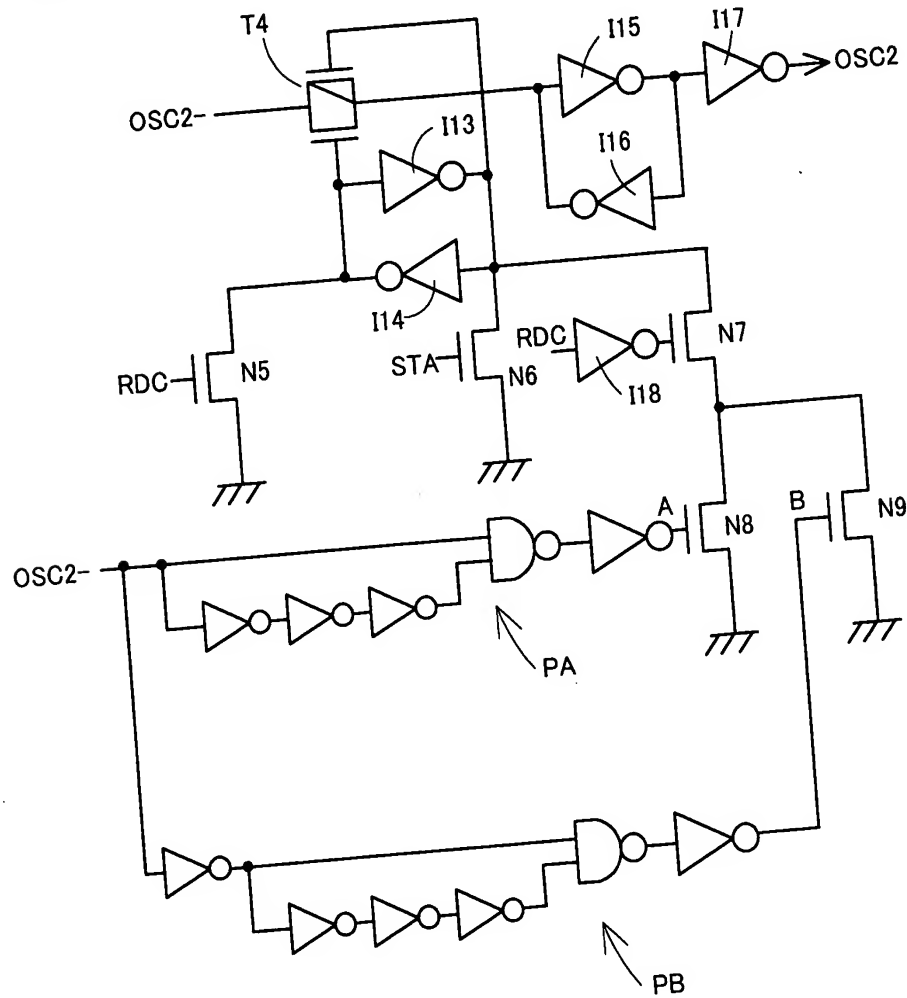 T4
I15
I17
OSC2
OSC2-
I13
I16
I14
N5
RDC
STA
N6
RDC
I18
N7
A
N8
B
N9
OSC2-
PA
PB